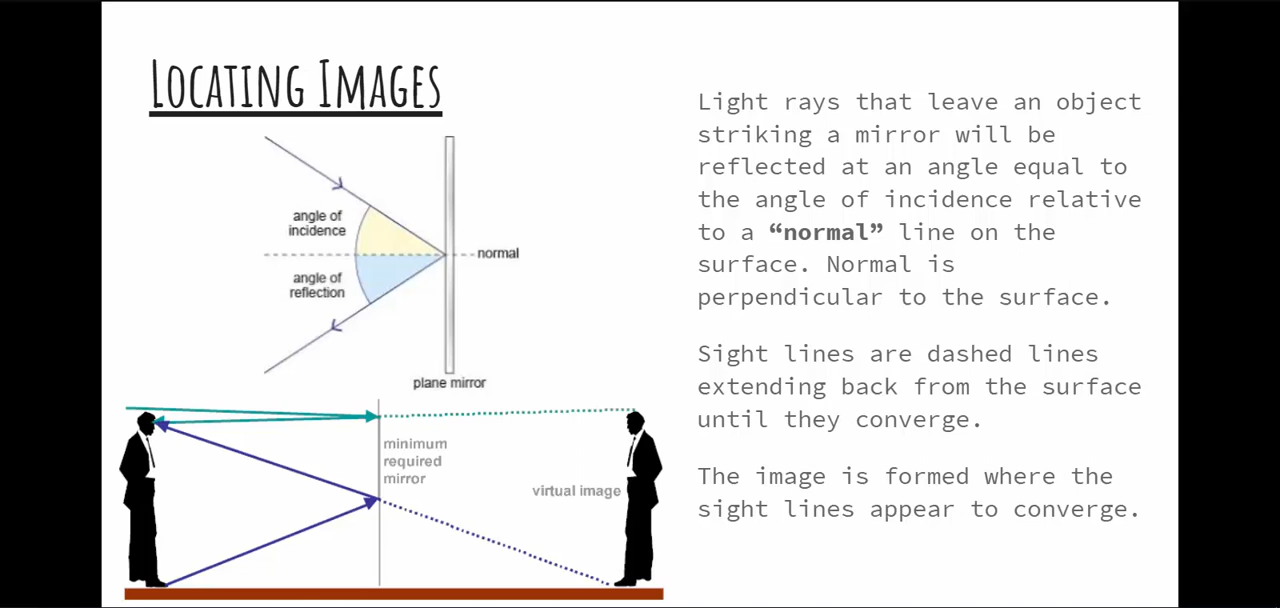 LOCATING IMAGES
angle of
incidence
normal
angle of
reflection
plane mirror
minimum
required
mirror
virtual image
Light rays that leave an object
striking a mirror will be
reflected at an angle equal to
the angle of incidence relative
to a “normal” line on the
surface. Normal is
perpendicular to the surface.
Sight lines are dashed lines
extending back from the surface
until they converge.
The image is formed where the
sight lines appear to converge.